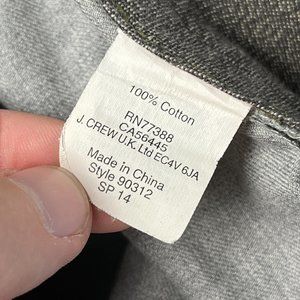 100% Cotton
RN77388
CA56445
J. CREW U.K. Ltd EC4V 6JA
Made in China
Style 90312
SP 14